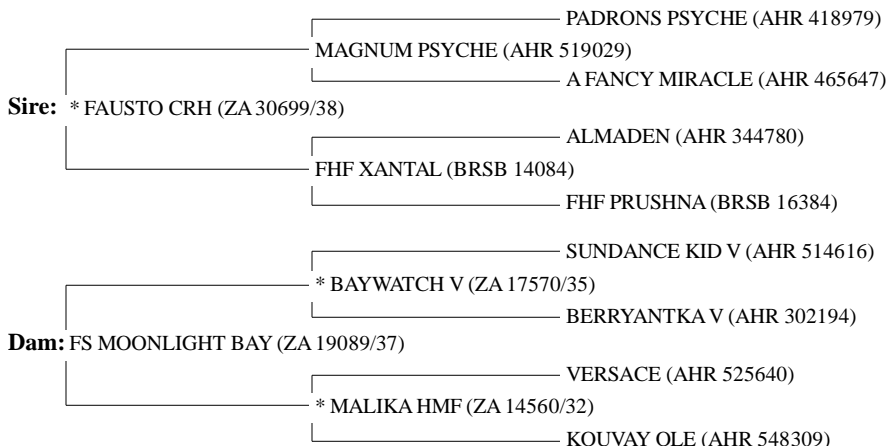 PADRONS PSYCHE (AHR 418979)
MAGNUM PSYCHE (AHR 519029)
A FANCY MIRACLE (AHR 465647)
Sire: * FAUSTO CRH (ZA 30699/38)
ALMADEN (AHR 344780)
FHF XANTAL (BRSB 14084)
FHF PRUSHNA (BRSB 16384)
SUNDANCE KID V (AHR 514616)
* BAYWATCH V (ZA 17570/35)
BERRYANTKA V (AHR 302194)
Dam: FS MOONLIGHT BAY (ZA 19089/37)
VERSACE (AHR 525640)
* MALIKA HMF (ZA 14560/32)
KOUVAY OLE (AHR 548309)